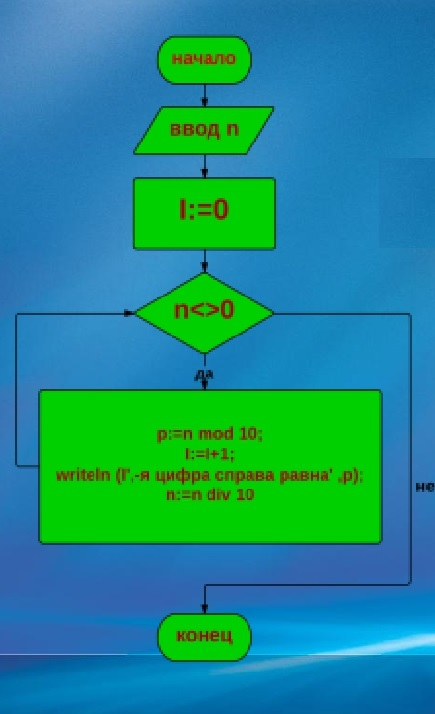 начало
ввод n
I:=0
n<>0
да
p:=n mod 10;
I:=I+1;
writeln (I',-я цифра справа равна' ,p);
n:=n div 10
не
конец